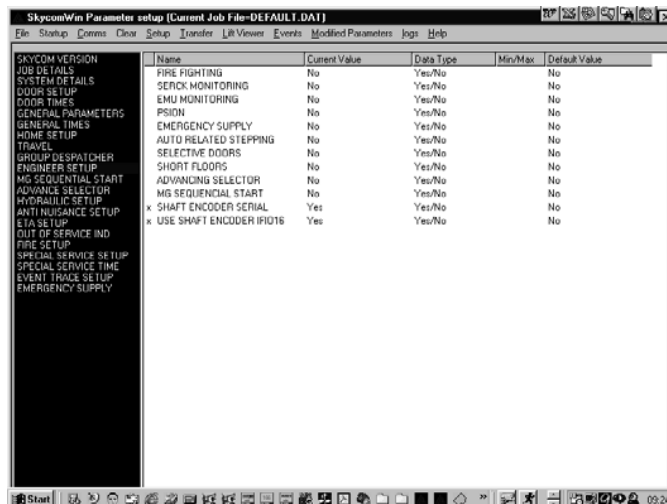 SkycomWin Parameter setup (Current Job File=DEFAULT.DAT)
File Startup Comms Clear Setup Transfer Lift Viewer Events Modified Parameters logs Help
SKYCOM VERSION
JOB DETAILS
SYSTEM DETAILS
DOOR SETUP
DOOR TIMES
GENERAL PARAMETERS
GENERAL TIMES
HOME SETUP
TRAVEL
GROUP DESPATCHER
ENGINEER SETUP
MG SEQUENTIAL START
ADVANCE SELECTOR
HYDRAULIC SETUP
ANTI NUISANCE SETUP
ETA SETUP
OUT OF SERVICE IND
FIRE SETUP
SPECIAL SERVICE SETUP
SPECIAL SERVICE TIME
EVENT TRACE SETUP
EMERGENCY SUPPLY
Name Current Value Data Type Min/Max Default Value
FIRE FIGHTING No Yes/No No
SERCK MONITORING No Yes/No No
EMU MONITORING No Yes/No No
PSION No Yes/No No
EMERGENCY SUPPLY No Yes/No No
AUTO RELATED STEPPING No Yes/No No
SELECTIVE DOORS No Yes/No No
SHORT FLOORS No Yes/No No
ADVANCING SELECTOR No Yes/No No
MG SEQUENCIAL START No Yes/No No
x SHAFT ENCODER SERIAL Yes Yes/No No
x USE SHAFT ENCODER IFIO16 Yes Yes/No No
Start